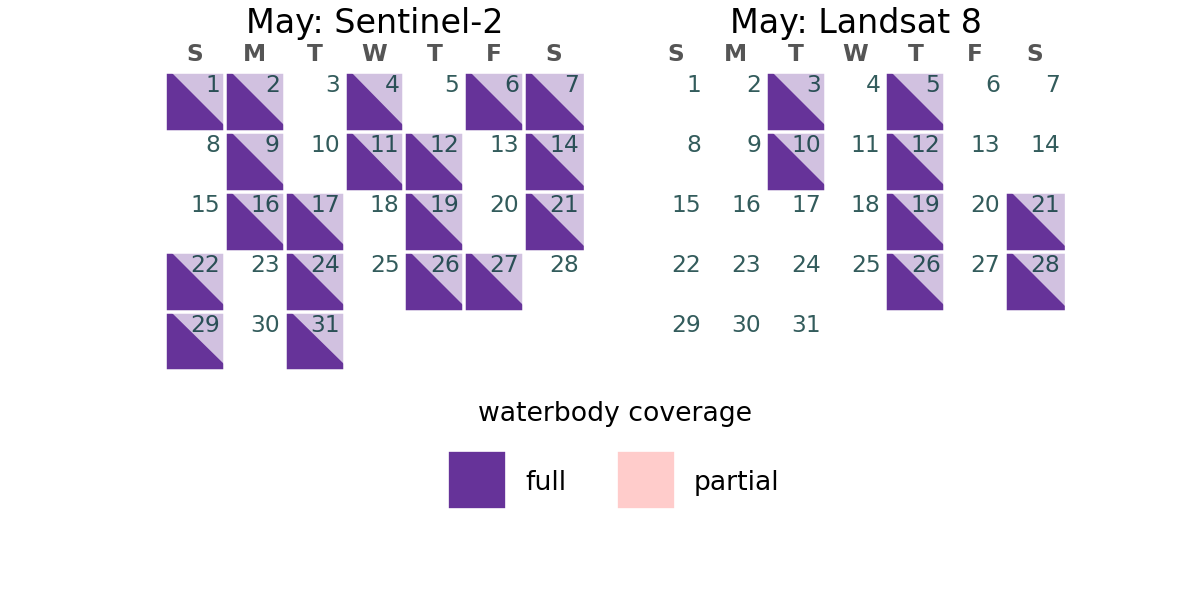 May: Sentinel-2
S M T W T F S
1 2 3 4 5 6 7
8 9 10 11 12 13 14
15 16 17 18 19 20 21
22 23 24 25 26 27 28
29 30 31
May: Landsat 8
S M T W T F S
1 2 3 4 5 6 7
8 9 10 11 12 13 14
15 16 17 18 19 20 21
22 23 24 25 26 27 28
29 30 31
waterbody coverage
full partial